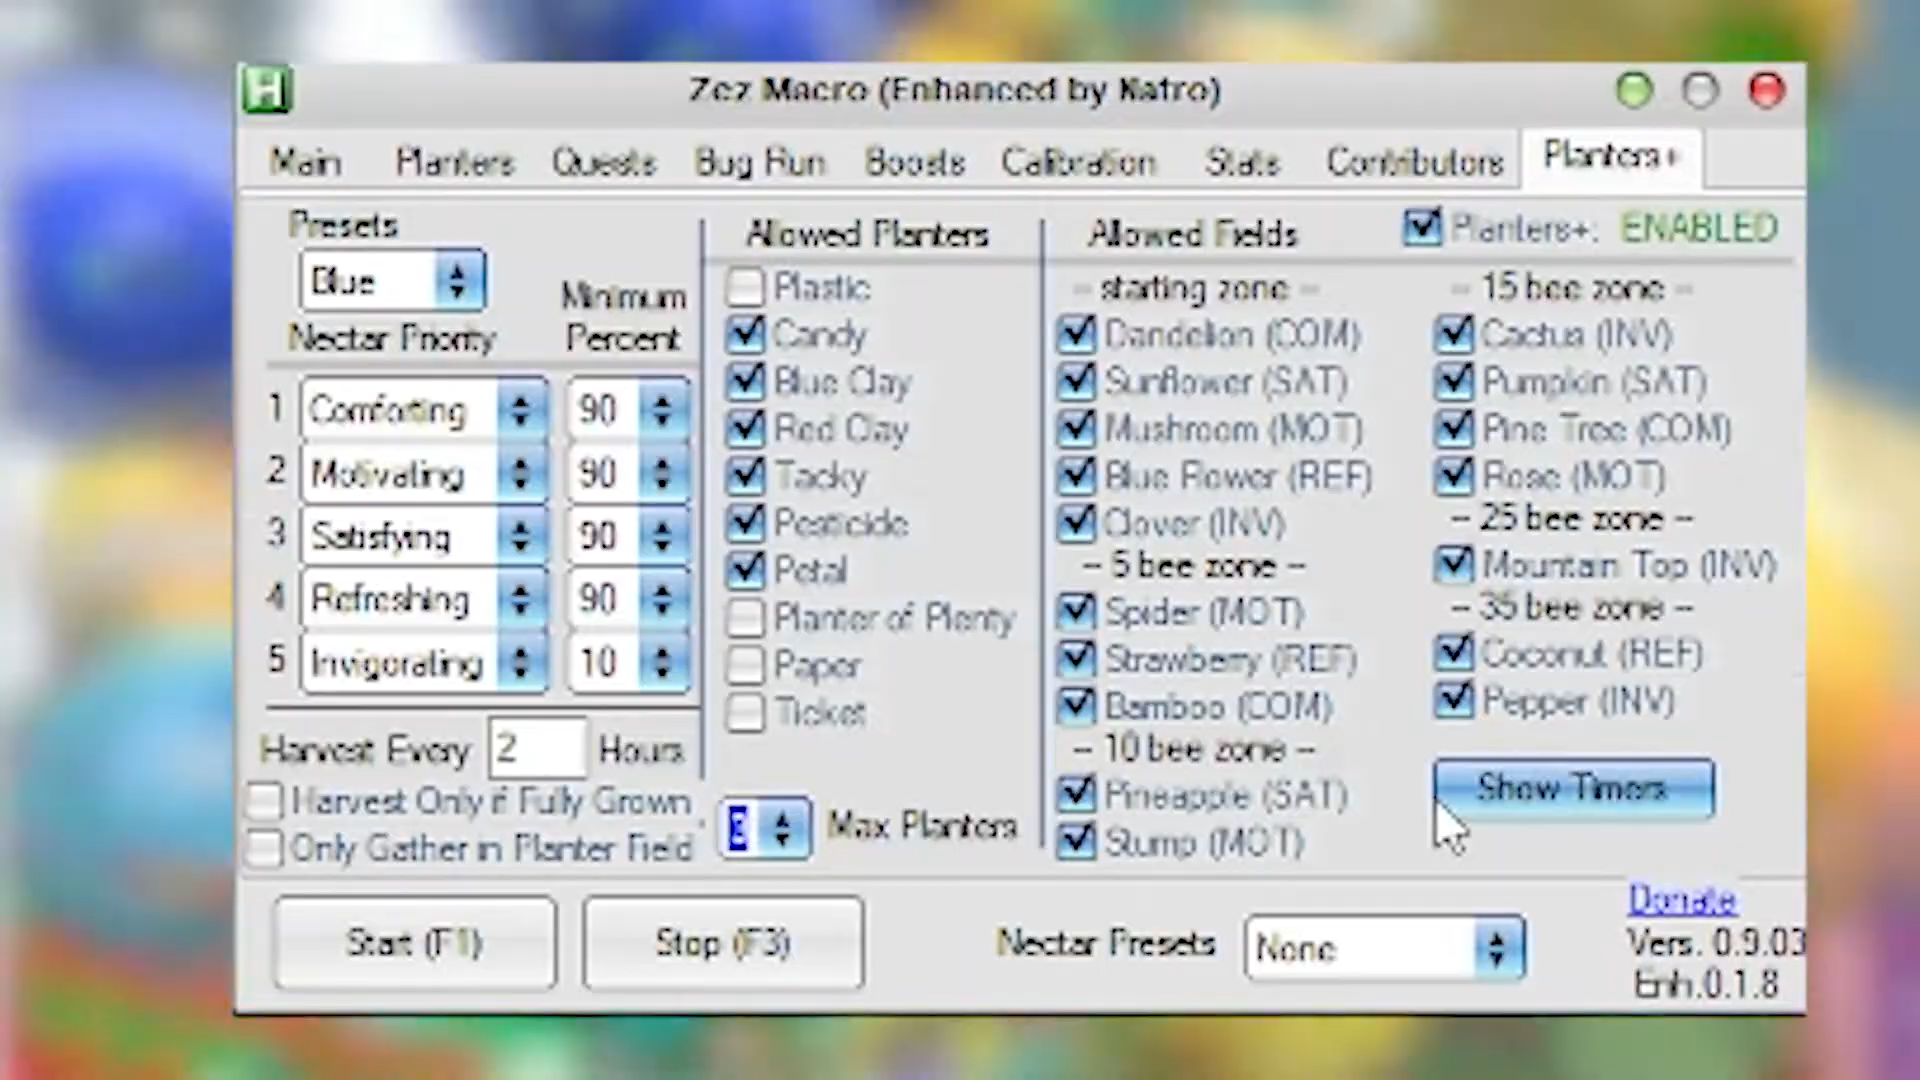 Zez Macro (Enhanced by Natro)
Main Planters Quests Bug Run Boosts Calibration Stats Contributors Planters+
Presets
Blue
Nectar Priority
Minimum
Percent
1 Comforting 90
2 Motivating 90
3 Satisfying 90
4 Refreshing 90
5 Invigorating 10
Harvest Every 2 Hours
Harvest Only if Fully Grown
Only Gather in Planter Field
Allowed Planters
Plastic
Candy
Blue Clay
Red Clay
Tacky
Pesticide
Petal
Planter of Plenty
Paper
Ticket
3 Max Planters
Allowed Fields
-- starting zone --
Dandelion (COM)
Sunflower (SAT)
Mushroom (MOT)
Blue Flower (REF)
Clover (INV)
-- 5 bee zone --
Spider (MOT)
Strawberry (REF)
Bamboo (COM)
-- 10 bee zone --
Pineapple (SAT)
Stump (MOT)
Planters+: ENABLED
-- 15 bee zone --
Cactus (INV)
Pumpkin (SAT)
Pine Tree (COM)
Rose (MOT)
-- 25 bee zone --
Mountain Top (INV)
-- 35 bee zone --
Coconut (REF)
Pepper (INV)
Show Timers
Start (F1)
Stop (F3)
Nectar Presets None
Donate
Vers. 0.9.03
Enh.0.1.8